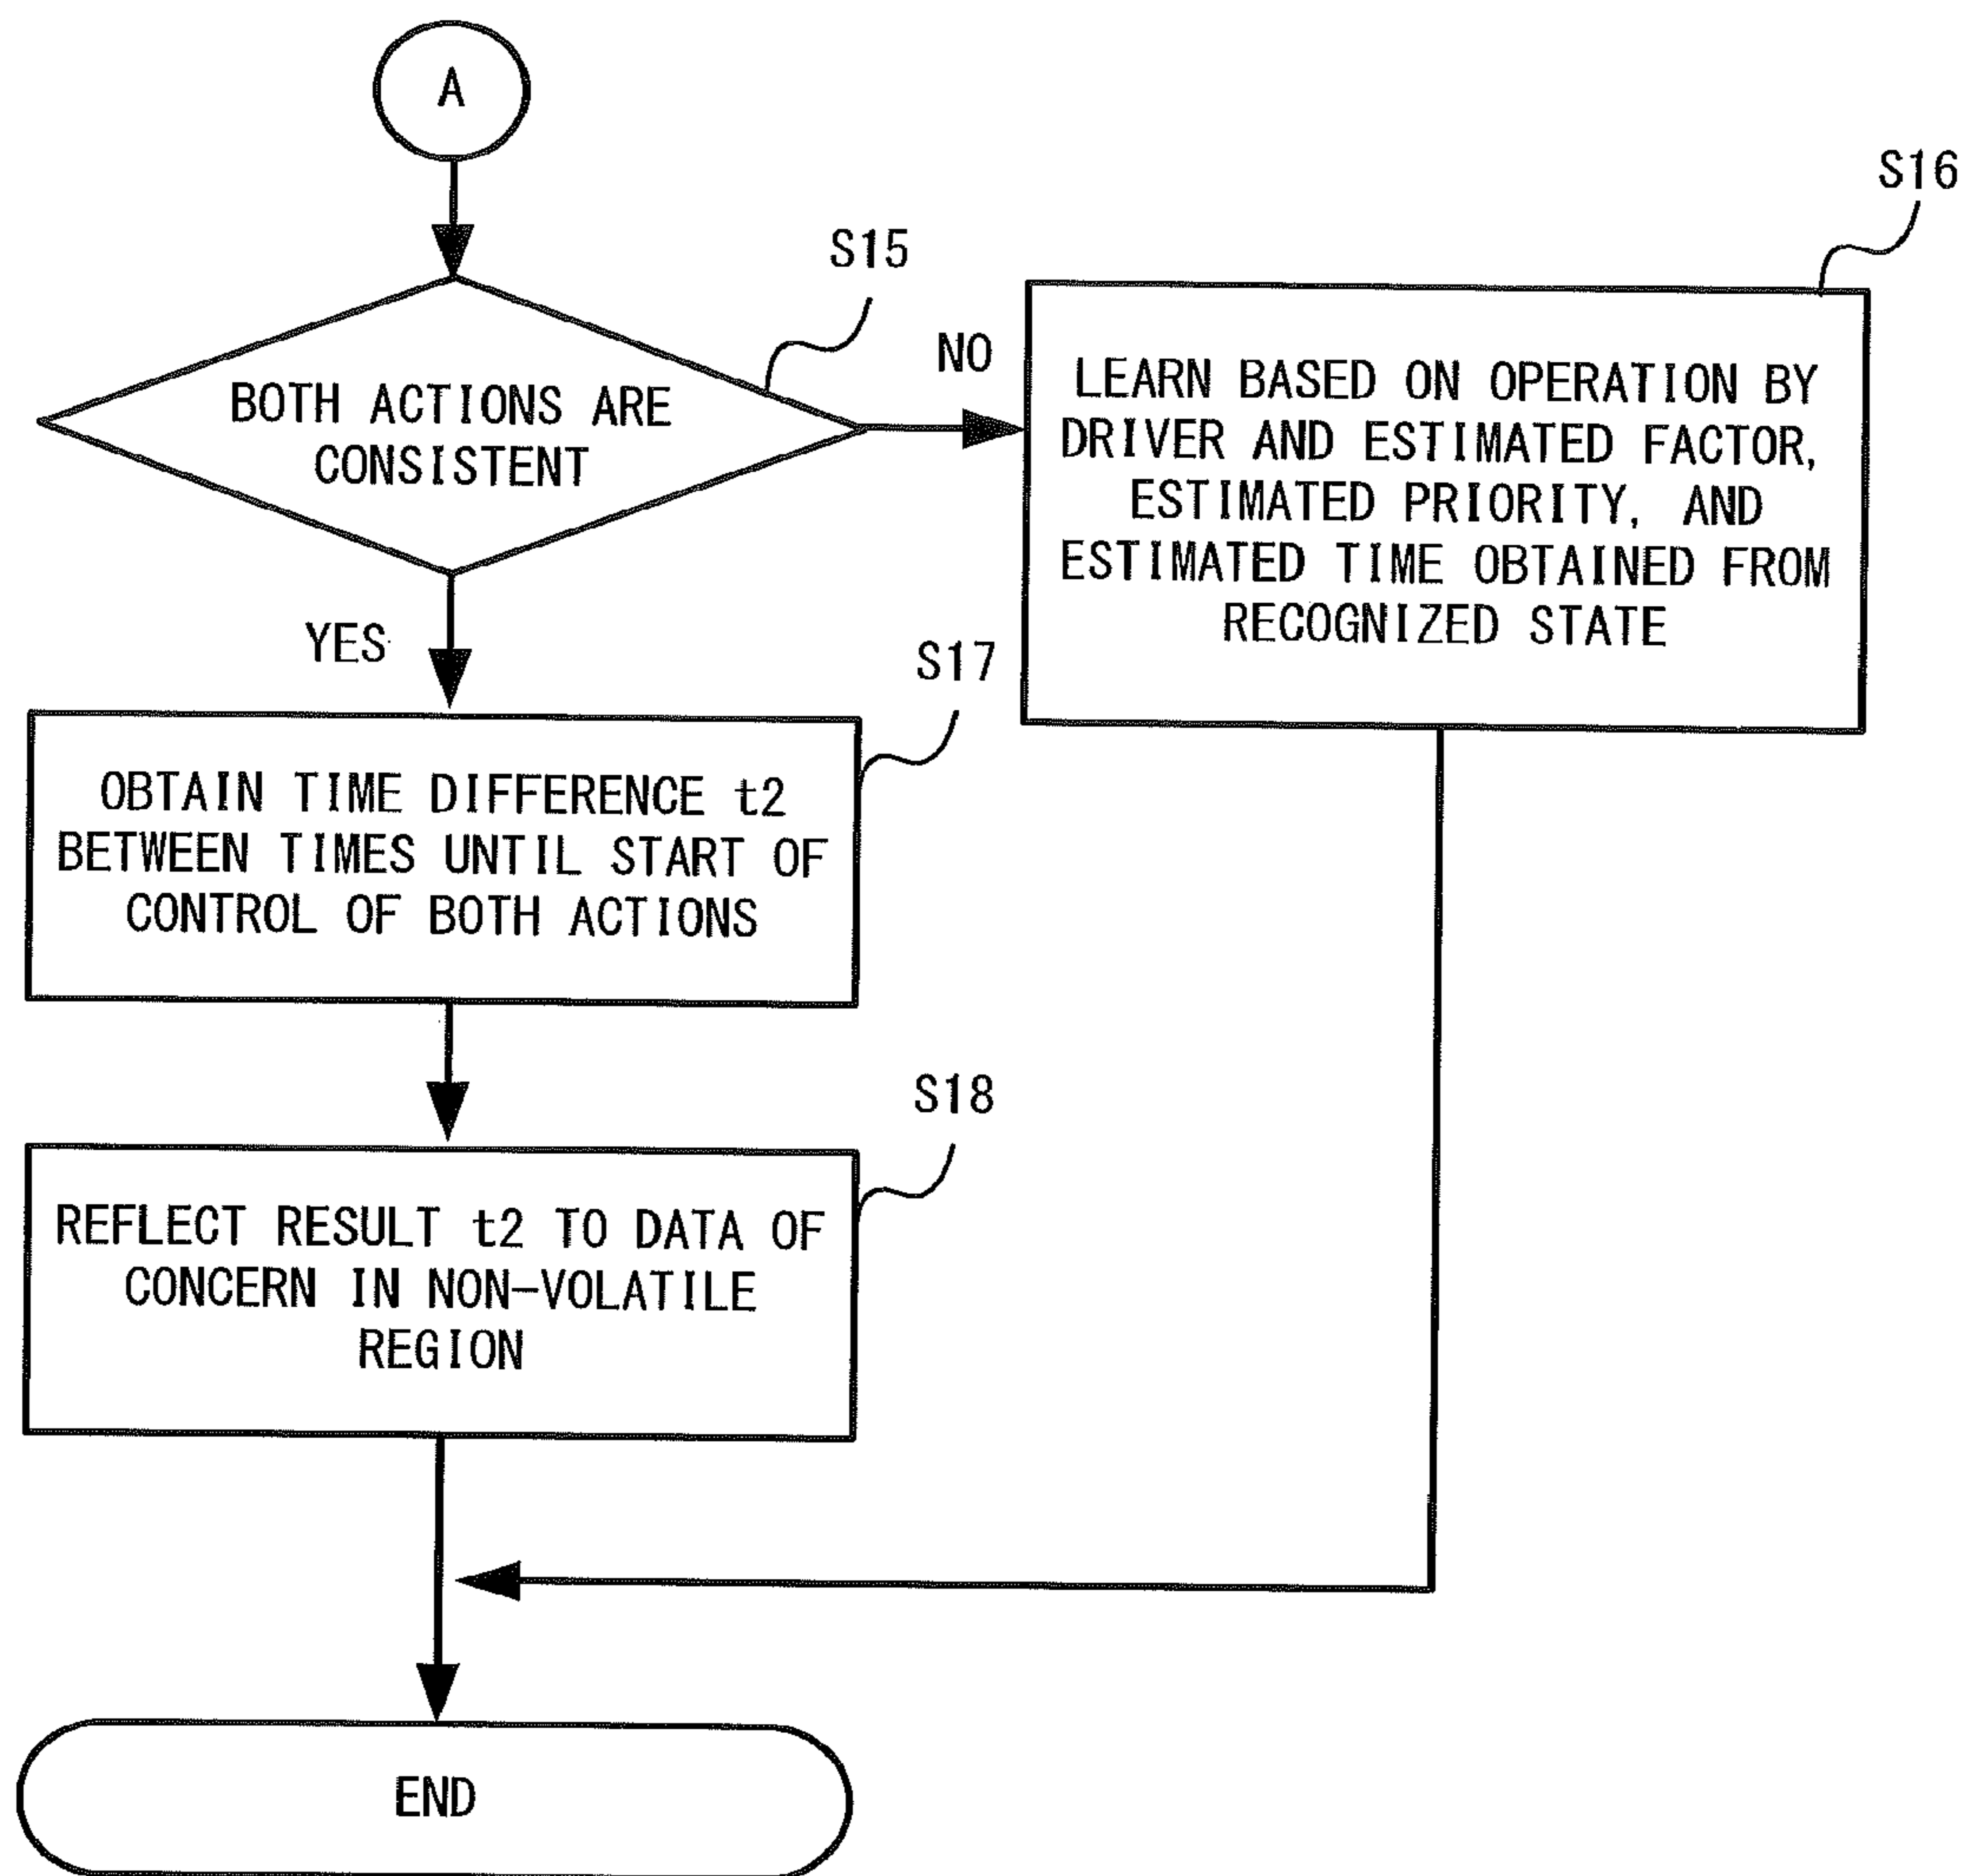 A
S15
BOTH ACTIONS ARE
CONSISTENT
NO
S16
LEARN BASED ON OPERATION BY
DRIVER AND ESTIMATED FACTOR,
ESTIMATED PRIORITY, AND
ESTIMATED TIME OBTAINED FROM
RECOGNIZED STATE
YES
S17
OBTAIN TIME DIFFERENCE t2
BETWEEN TIMES UNTIL START OF
CONTROL OF BOTH ACTIONS
S18
REFLECT RESULT t2 TO DATA OF
CONCERN IN NON-VOLATILE
REGION
END